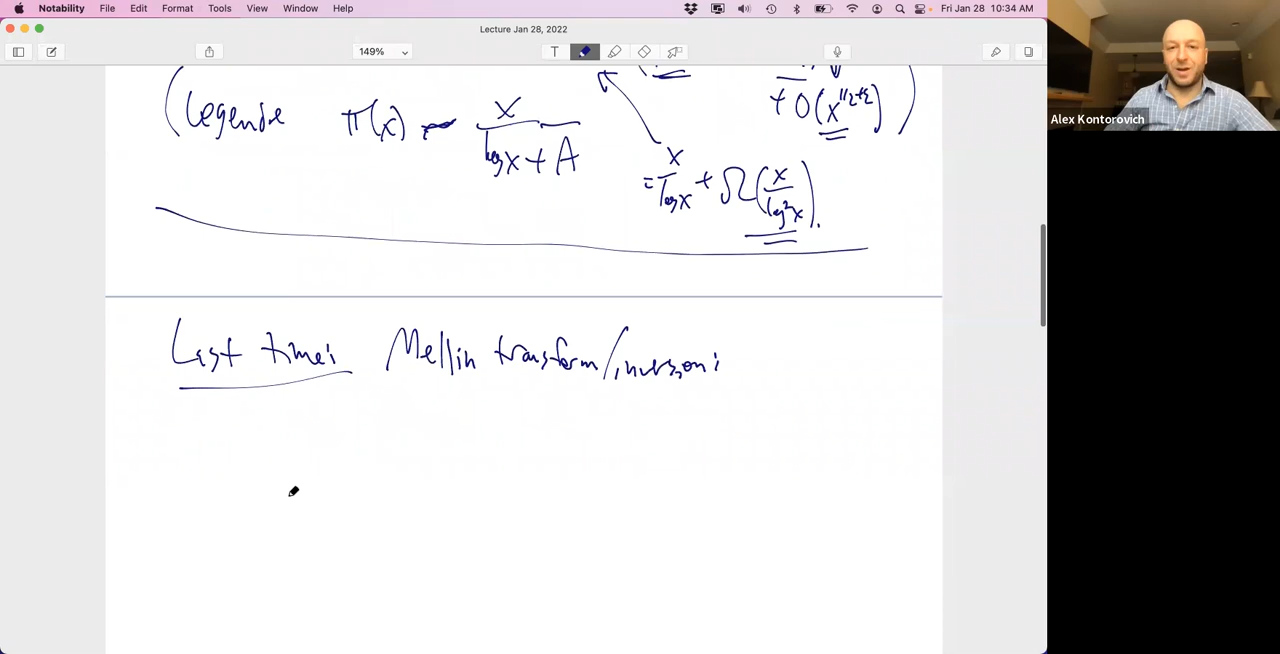 Notability File Edit Format Tools View Window Help Fri Jan 28 10:34 AM
Lecture Jan 28, 2022
149%
T
Alex Kontorovich
+ O(x^{1/2+ε})
(Legendre π(x) ~ x / (log x + A)
= x / log x + Ω(x / log² x).
Last time: Mellin transform/inversion: